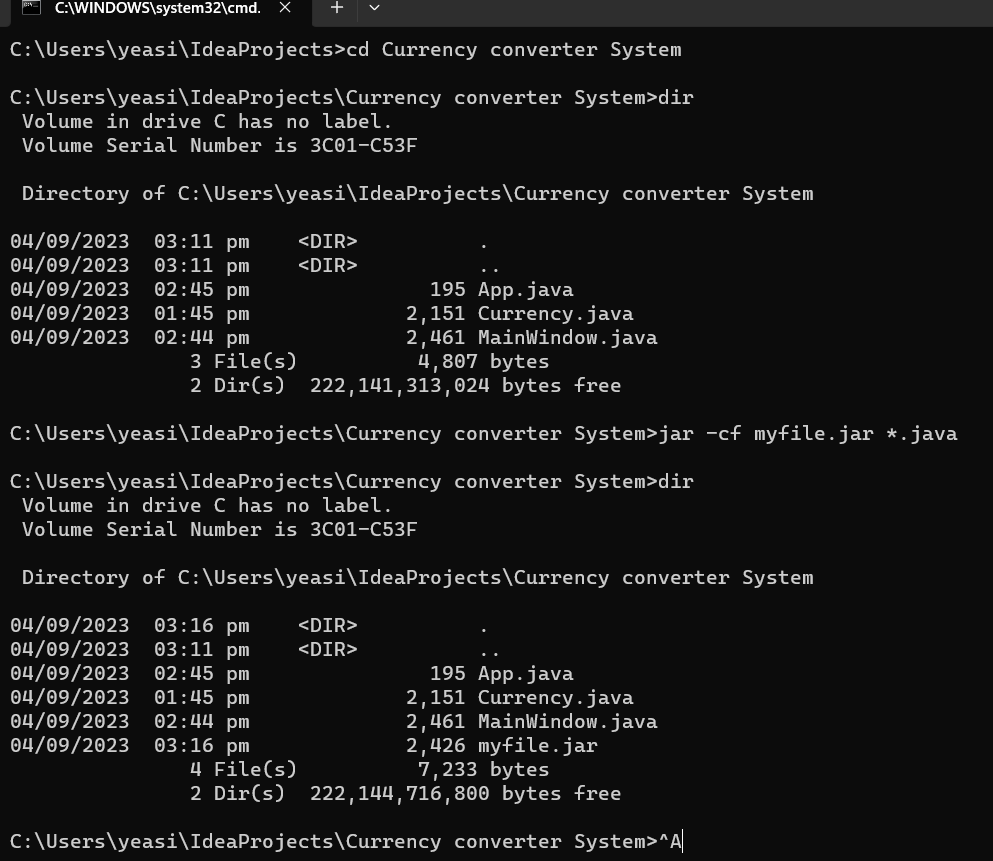 C:\WINDOWS\system32\cmd.
C:\Users\yeasi\IdeaProjects>cd Currency converter System
C:\Users\yeasi\IdeaProjects\Currency converter System>dir
Volume in drive C has no label.
Volume Serial Number is 3C01-C53F
Directory of C:\Users\yeasi\IdeaProjects\Currency converter System
04/09/2023  03:11 pm    <DIR>          .
04/09/2023  03:11 pm    <DIR>          ..
04/09/2023  02:45 pm               195 App.java
04/09/2023  01:45 pm             2,151 Currency.java
04/09/2023  02:44 pm             2,461 MainWindow.java
3 File(s)          4,807 bytes
2 Dir(s)  222,141,313,024 bytes free
C:\Users\yeasi\IdeaProjects\Currency converter System>jar -cf myfile.jar *.java
C:\Users\yeasi\IdeaProjects\Currency converter System>dir
Volume in drive C has no label.
Volume Serial Number is 3C01-C53F
Directory of C:\Users\yeasi\IdeaProjects\Currency converter System
04/09/2023  03:16 pm    <DIR>          .
04/09/2023  03:11 pm    <DIR>          ..
04/09/2023  02:45 pm               195 App.java
04/09/2023  01:45 pm             2,151 Currency.java
04/09/2023  02:44 pm             2,461 MainWindow.java
04/09/2023  03:16 pm             2,426 myfile.jar
4 File(s)          7,233 bytes
2 Dir(s)  222,144,716,800 bytes free
C:\Users\yeasi\IdeaProjects\Currency converter System>^A